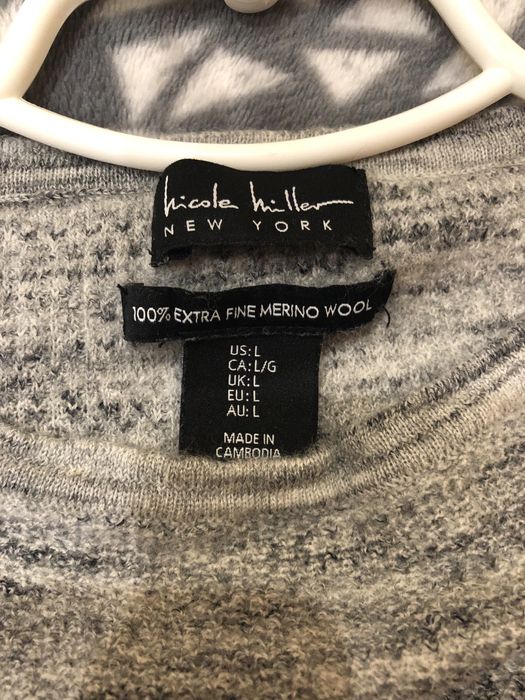 nicole miller
NEW YORK
100% EXTRA FINE MERINO WOOL
US: L
CA: L/G
UK: L
EU: L
AU: L
MADE IN
CAMBODIA